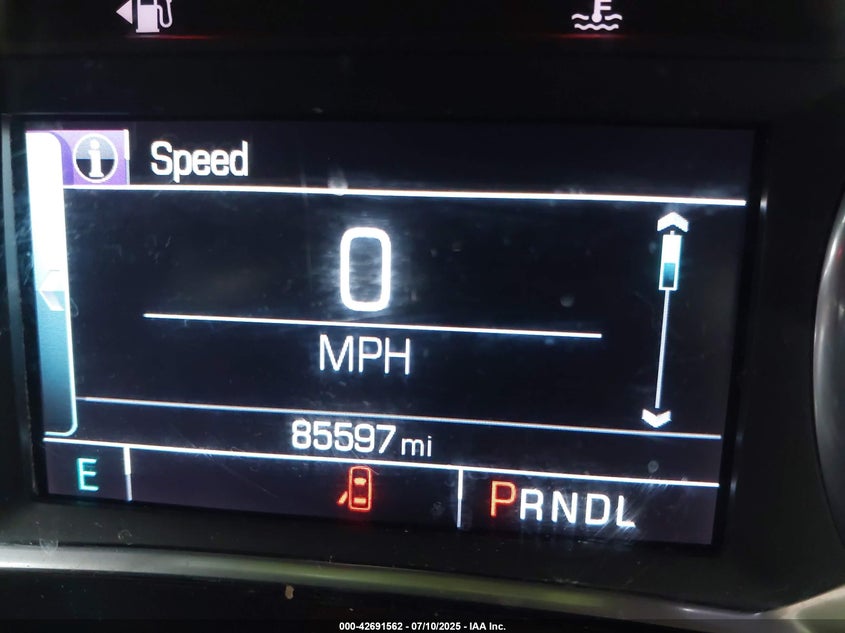 Speed
0
MPH
85597 mi
E
PRNDL
000-42691562 - 07/10/2025 - IAA Inc.